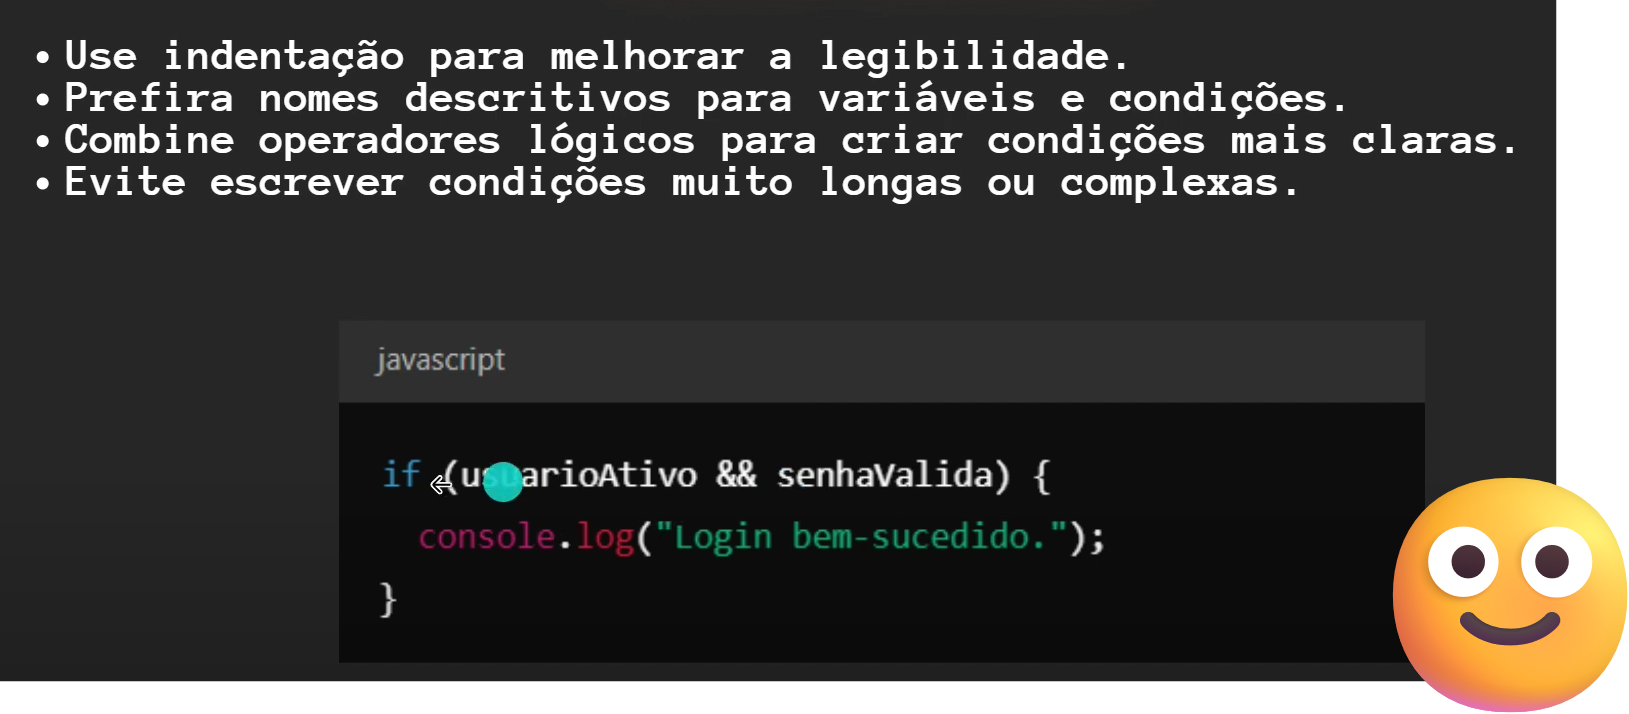 • Use indentação para melhorar a legibilidade.
• Prefira nomes descritivos para variáveis e condições.
• Combine operadores lógicos para criar condições mais claras.
• Evite escrever condições muito longas ou complexas.
javascript
if (usuarioAtivo && senhaValida) {
  console.log("Login bem-sucedido.");
}